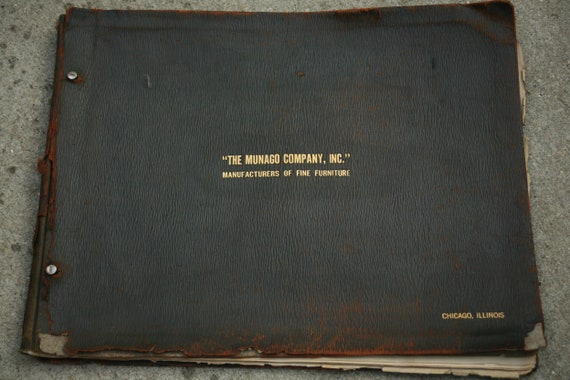 "THE MUNAGO COMPANY, INC."
MANUFACTURERS OF FINE FURNITURE
CHICAGO, ILLINOIS